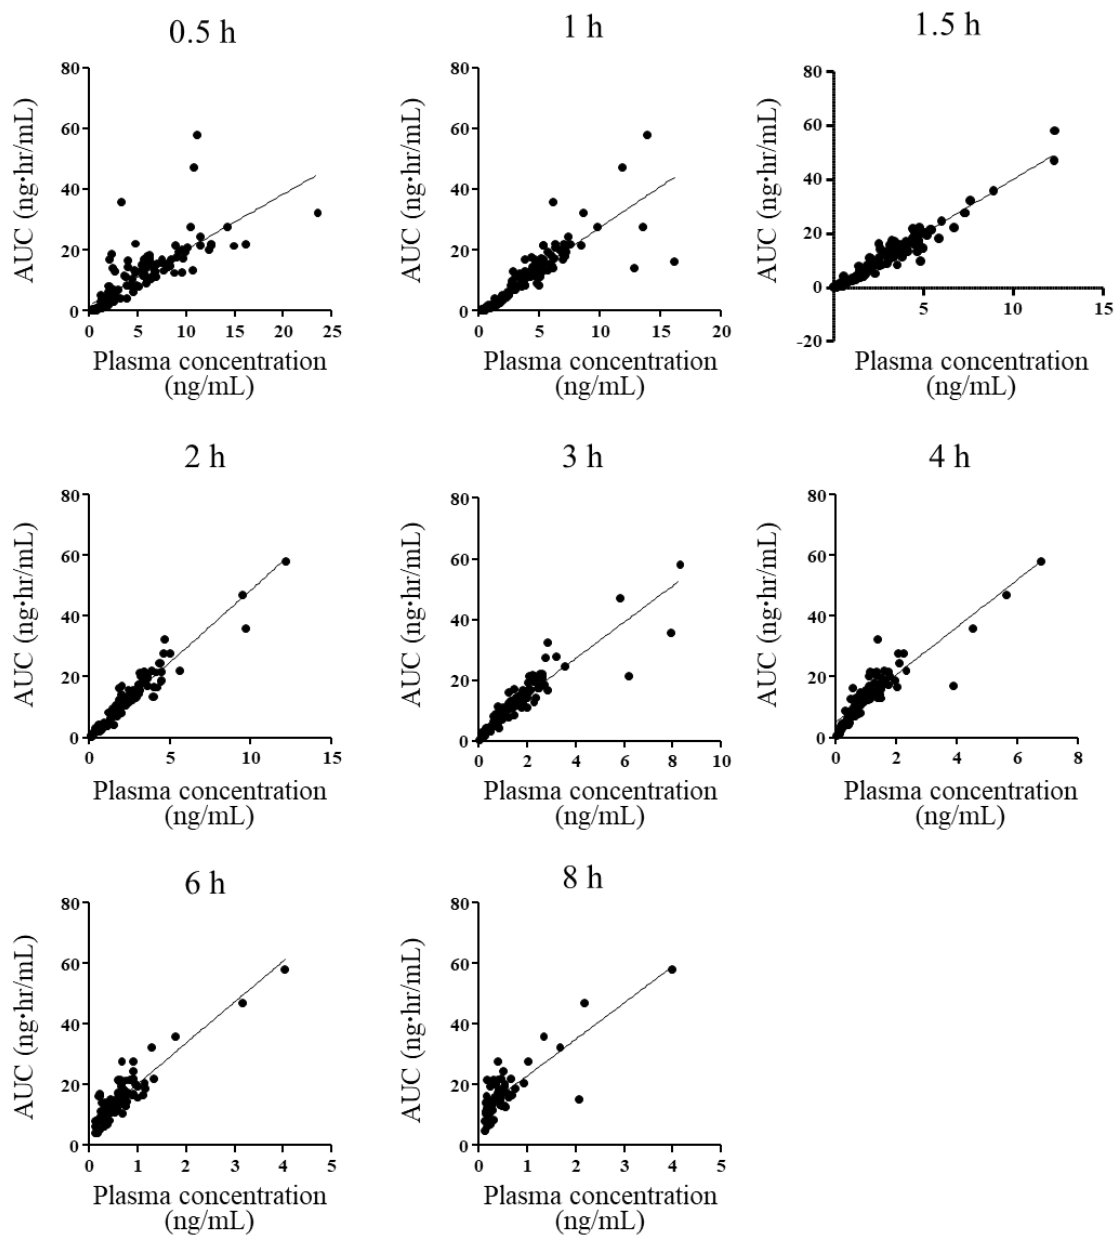 0.5 h
AUC (ng·hr/mL)
80
60
40
20
0
0 5 10 15 20 25
Plasma concentration
(ng/mL)
1 h
AUC (ng·hr/mL)
80
60
40
20
0
0 5 10 15 20
Plasma concentration
(ng/mL)
1.5 h
AUC (ng·hr/mL)
80
60
40
20
0
-20
5 10 15
Plasma concentration
(ng/mL)
2 h
AUC (ng·hr/mL)
80
60
40
20
0
0 5 10 15
Plasma concentration
(ng/mL)
3 h
AUC (ng·hr/mL)
80
60
40
20
0
0 2 4 6 8 10
Plasma concentration
(ng/mL)
4 h
AUC (ng·hr/mL)
80
60
40
20
0
0 2 4 6 8
Plasma concentration
(ng/mL)
6 h
AUC (ng·hr/mL)
80
60
40
20
0
0 1 2 3 4 5
Plasma concentration
(ng/mL)
8 h
AUC (ng·hr/mL)
80
60
40
20
0
0 1 2 3 4 5
Plasma concentration
(ng/mL)